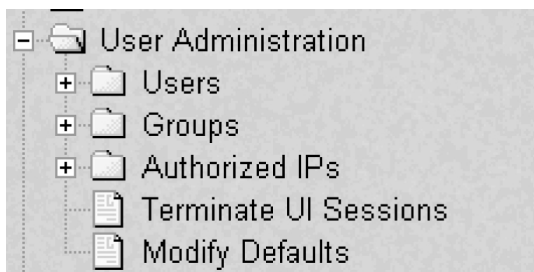 User Administration
Users
Groups
Authorized IPs
Terminate UI Sessions
Modify Defaults